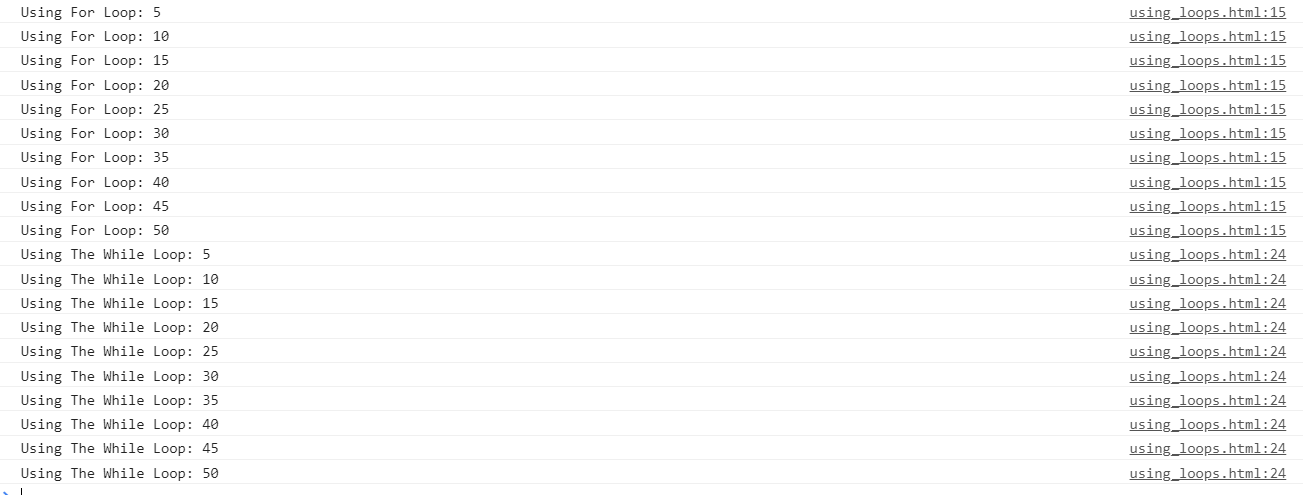 Using For Loop: 5 using_loops.html:15
Using For Loop: 10 using_loops.html:15
Using For Loop: 15 using_loops.html:15
Using For Loop: 20 using_loops.html:15
Using For Loop: 25 using_loops.html:15
Using For Loop: 30 using_loops.html:15
Using For Loop: 35 using_loops.html:15
Using For Loop: 40 using_loops.html:15
Using For Loop: 45 using_loops.html:15
Using For Loop: 50 using_loops.html:15
Using The While Loop: 5 using_loops.html:24
Using The While Loop: 10 using_loops.html:24
Using The While Loop: 15 using_loops.html:24
Using The While Loop: 20 using_loops.html:24
Using The While Loop: 25 using_loops.html:24
Using The While Loop: 30 using_loops.html:24
Using The While Loop: 35 using_loops.html:24
Using The While Loop: 40 using_loops.html:24
Using The While Loop: 45 using_loops.html:24
Using The While Loop: 50 using_loops.html:24